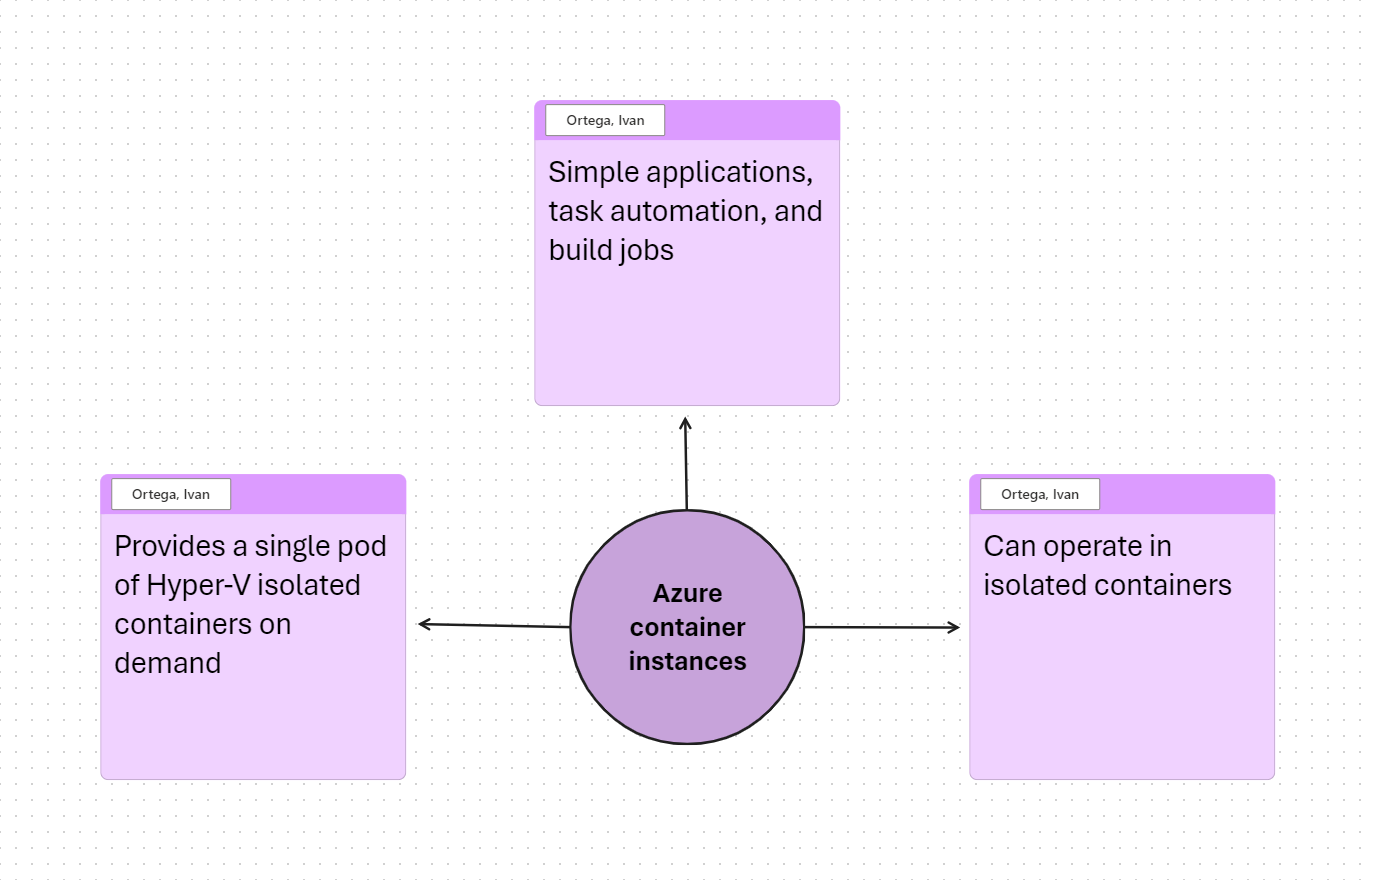 Ortega, Ivan
Simple applications,
task automation, and
build jobs
Ortega, Ivan
Provides a single pod
of Hyper-V isolated
containers on
demand
Azure
container
instances
Ortega, Ivan
Can operate in
isolated containers